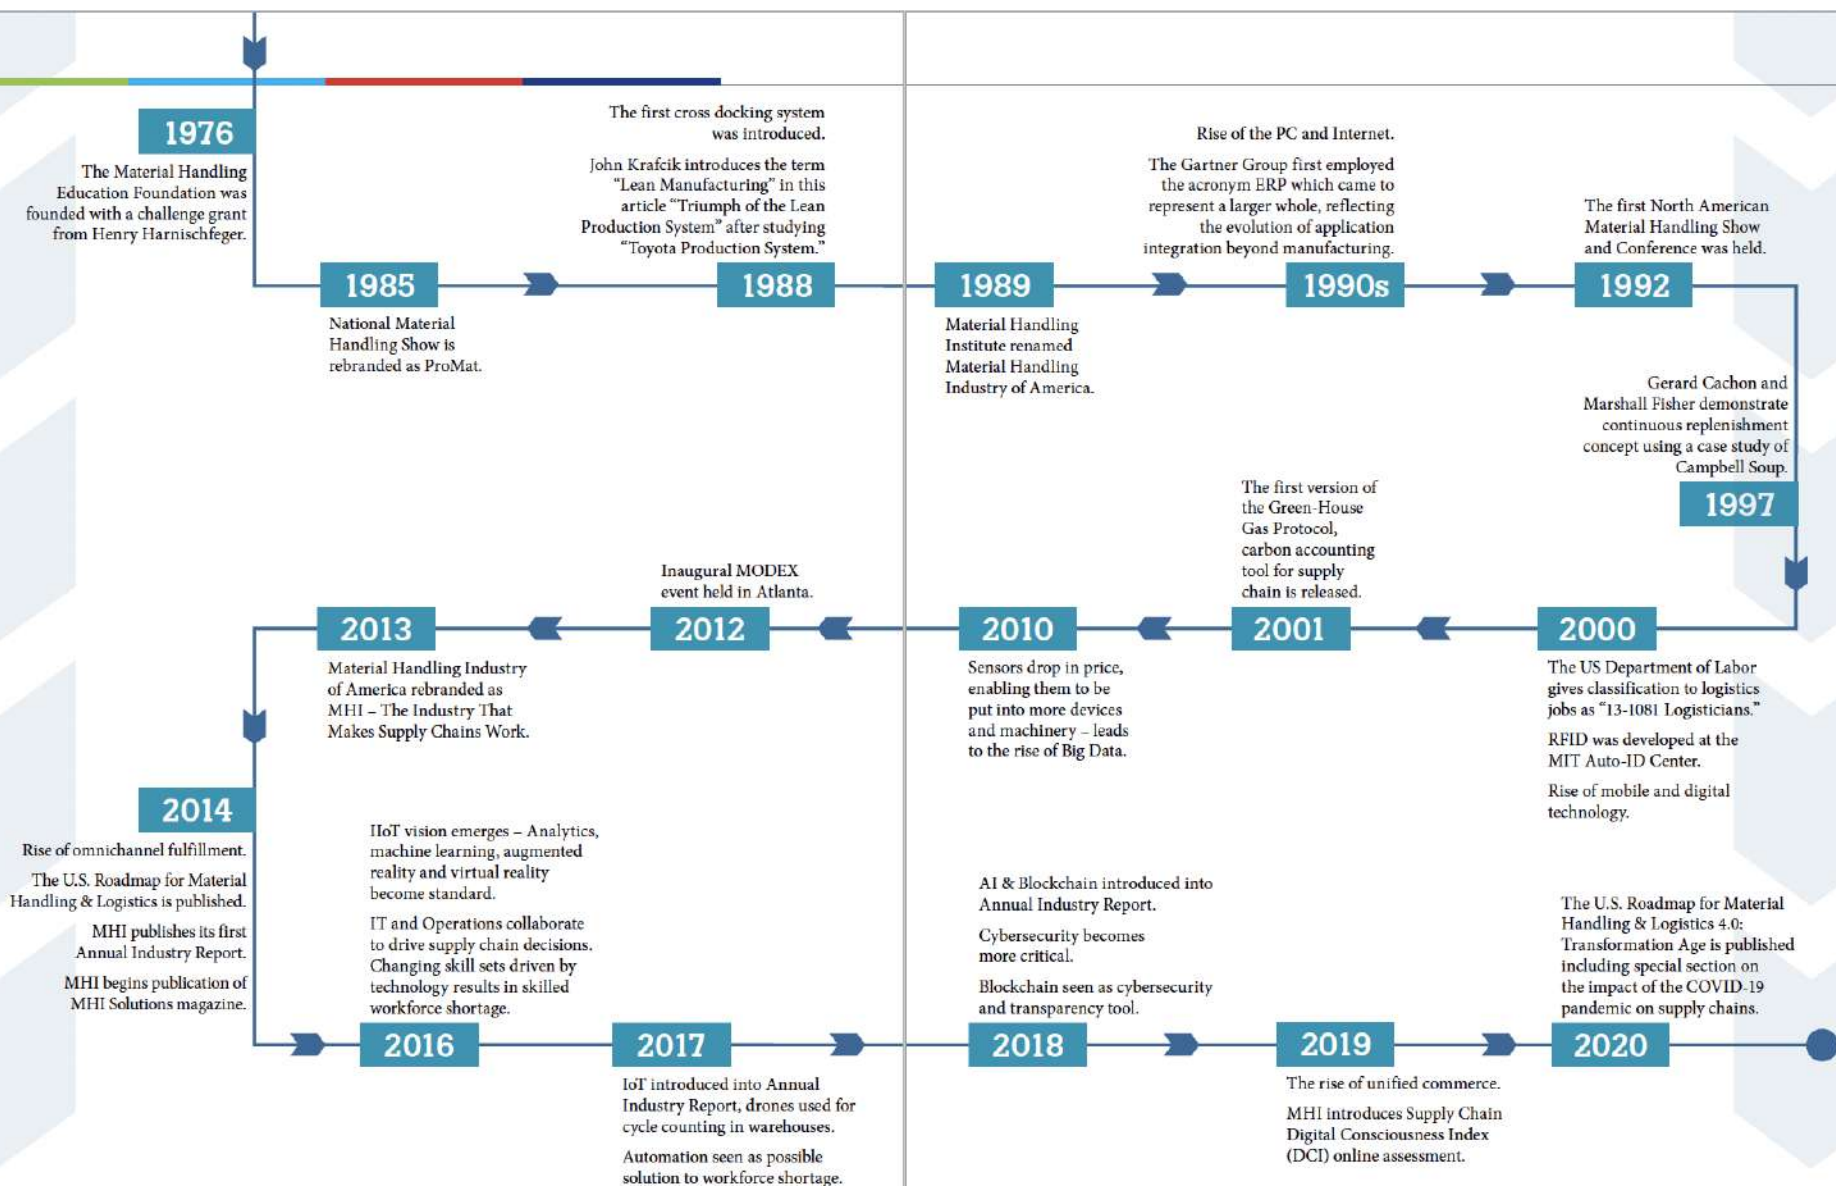 1976
The Material Handling
Education Foundation was
founded with a challenge grant
from Henry Harnischfeger.
1985
National Material
Handling Show is
rebranded as ProMat.
The first cross docking system
was introduced.
John Krafcik introduces the term
“Lean Manufacturing” in this
article “Triumph of the Lean
Production System” after studying
“Toyota Production System.”
1988
1989
Material Handling
Institute renamed
Material Handling
Industry of America.
Rise of the PC and Internet.
The Gartner Group first employed
the acronym ERP which came to
represent a larger whole, reflecting
the evolution of application
integration beyond manufacturing.
1990s
The first North American
Material Handling Show
and Conference was held.
1992
Gerard Cachon and
Marshall Fisher demonstrate
continuous replenishment
concept using a case study of
Campbell Soup.
1997
2000
The US Department of Labor
gives classification to logistics
jobs as “13-1081 Logisticians.”
RFID was developed at the
MIT Auto-ID Center.
Rise of mobile and digital
technology.
The first version of
the Green-House
Gas Protocol,
carbon accounting
tool for supply
chain is released.
2001
2010
Sensors drop in price,
enabling them to be
put into more devices
and machinery – leads
to the rise of Big Data.
Inaugural MODEX
event held in Atlanta.
2012
2013
Material Handling Industry
of America rebranded as
MHI – The Industry That
Makes Supply Chains Work.
2014
Rise of omnichannel fulfillment.
The U.S. Roadmap for Material
Handling & Logistics is published.
MHI publishes its first
Annual Industry Report.
MHI begins publication of
MHI Solutions magazine.
IIoT vision emerges – Analytics,
machine learning, augmented
reality and virtual reality
become standard.
IT and Operations collaborate
to drive supply chain decisions.
Changing skill sets driven by
technology results in skilled
workforce shortage.
2016
2017
IoT introduced into Annual
Industry Report, drones used for
cycle counting in warehouses.
Automation seen as possible
solution to workforce shortage.
AI & Blockchain introduced into
Annual Industry Report.
Cybersecurity becomes
more critical.
Blockchain seen as cybersecurity
and transparency tool.
2018
2019
The rise of unified commerce.
MHI introduces Supply Chain
Digital Consciousness Index
(DCI) online assessment.
The U.S. Roadmap for Material
Handling & Logistics 4.0:
Transformation Age is published
including special section on
the impact of the COVID-19
pandemic on supply chains.
2020